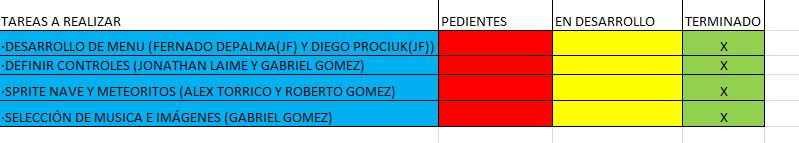 TAREAS A REALIZAR PEDIENTES EN DESARROLLO TERMINADO
·DESARROLLO DE MENU (FERNADO DEPALMA(JF) Y DIEGO PROCIUK(JF)) X
·DEFINIR CONTROLES (JONATHAN LAIME Y GABRIEL GOMEZ) X
·SPRITE NAVE Y METEORITOS (ALEX TORRICO Y ROBERTO GOMEZ) X
·SELECCIÓN DE MUSICA E IMÁGENES (GABRIEL GOMEZ) X